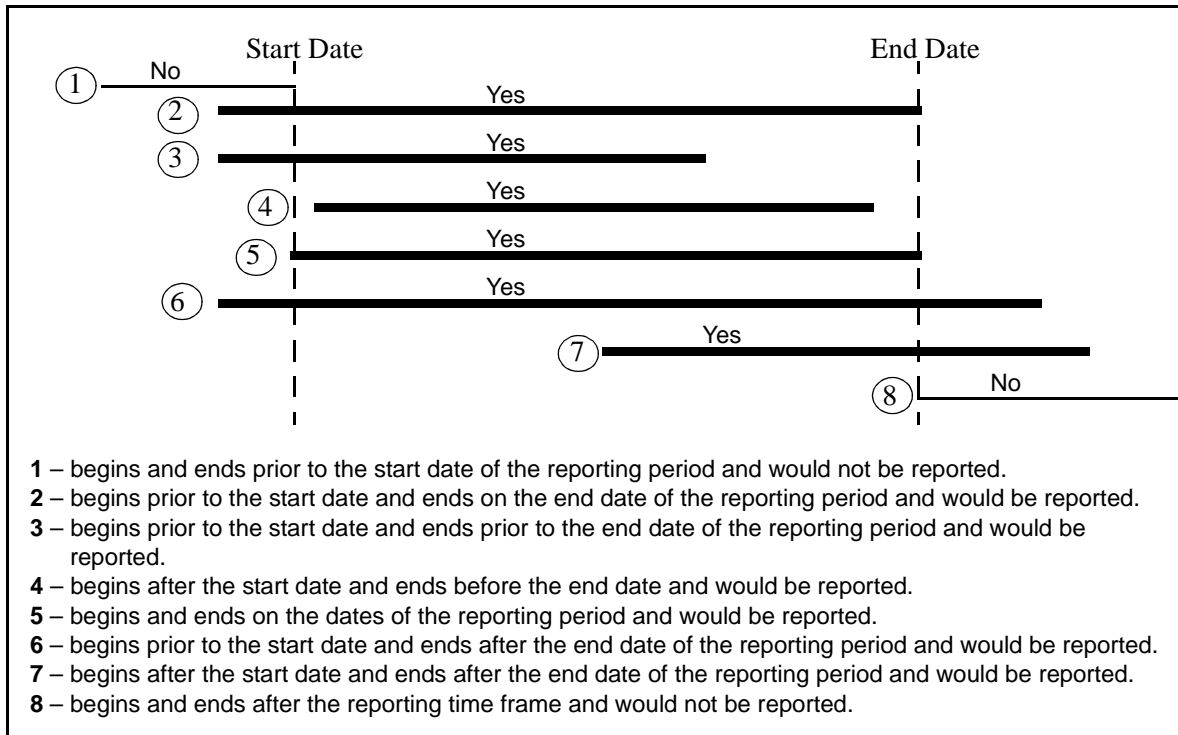 Start Date End Date
1 No
2 Yes
3 Yes
4 Yes
5 Yes
6 Yes
7 Yes
8 No
1 – begins and ends prior to the start date of the reporting period and would not be reported.
2 – begins prior to the start date and ends on the end date of the reporting period and would be reported.
3 – begins prior to the start date and ends prior to the end date of the reporting period and would be
reported.
4 – begins after the start date and ends before the end date and would be reported.
5 – begins and ends on the dates of the reporting period and would be reported.
6 – begins prior to the start date and ends after the end date of the reporting period and would be reported.
7 – begins after the start date and ends after the end date of the reporting period and would be reported.
8 – begins and ends after the reporting time frame and would not be reported.